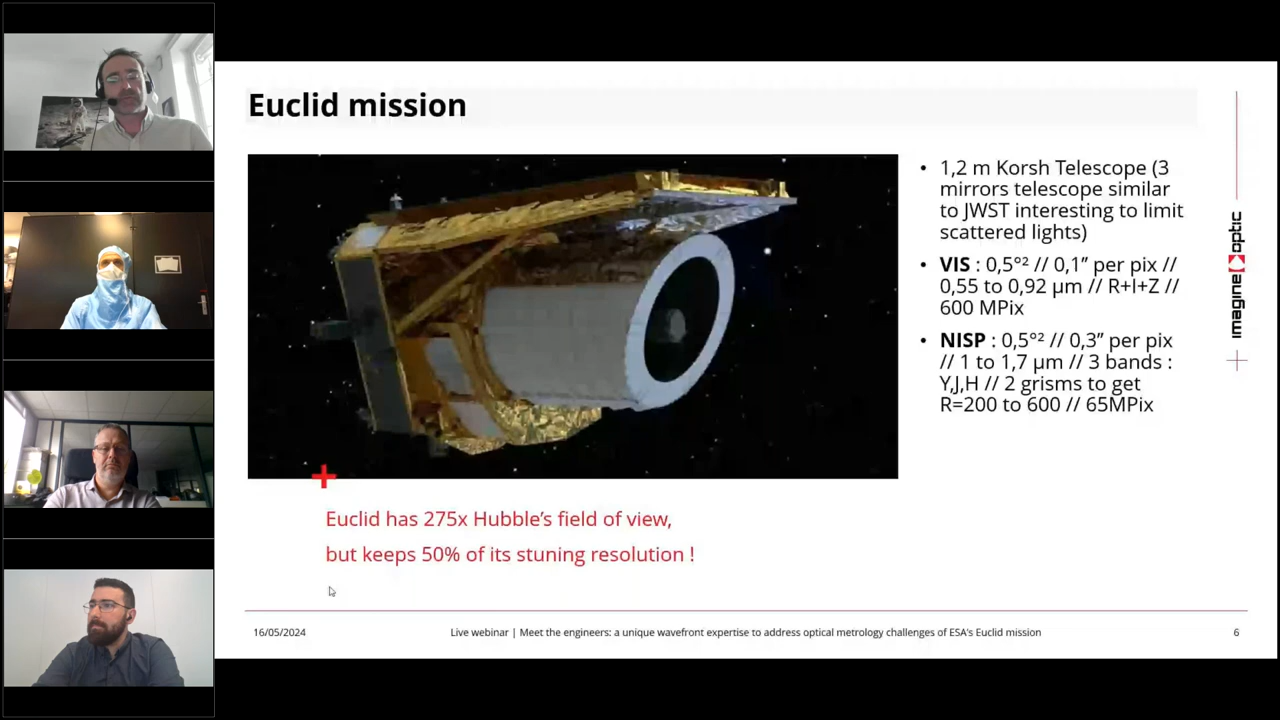 Euclid mission
• 1,2 m Korsh Telescope (3
mirrors telescope similar
to JWST interesting to limit
scattered lights)
• VIS : 0,5°² // 0,1’’ per pix //
0,55 to 0,92 µm // R+I+Z //
600 MPix
• NISP : 0,5°² // 0,3’’ per pix
// 1 to 1,7 µm // 3 bands :
Y,J,H // 2 grisms to get
R=200 to 600 // 65MPix
imagine optic
Euclid has 275x Hubble’s field of view,
but keeps 50% of its stuning resolution !
16/05/2024
Live webinar | Meet the engineers: a unique wavefront expertise to address optical metrology challenges of ESA's Euclid mission
6